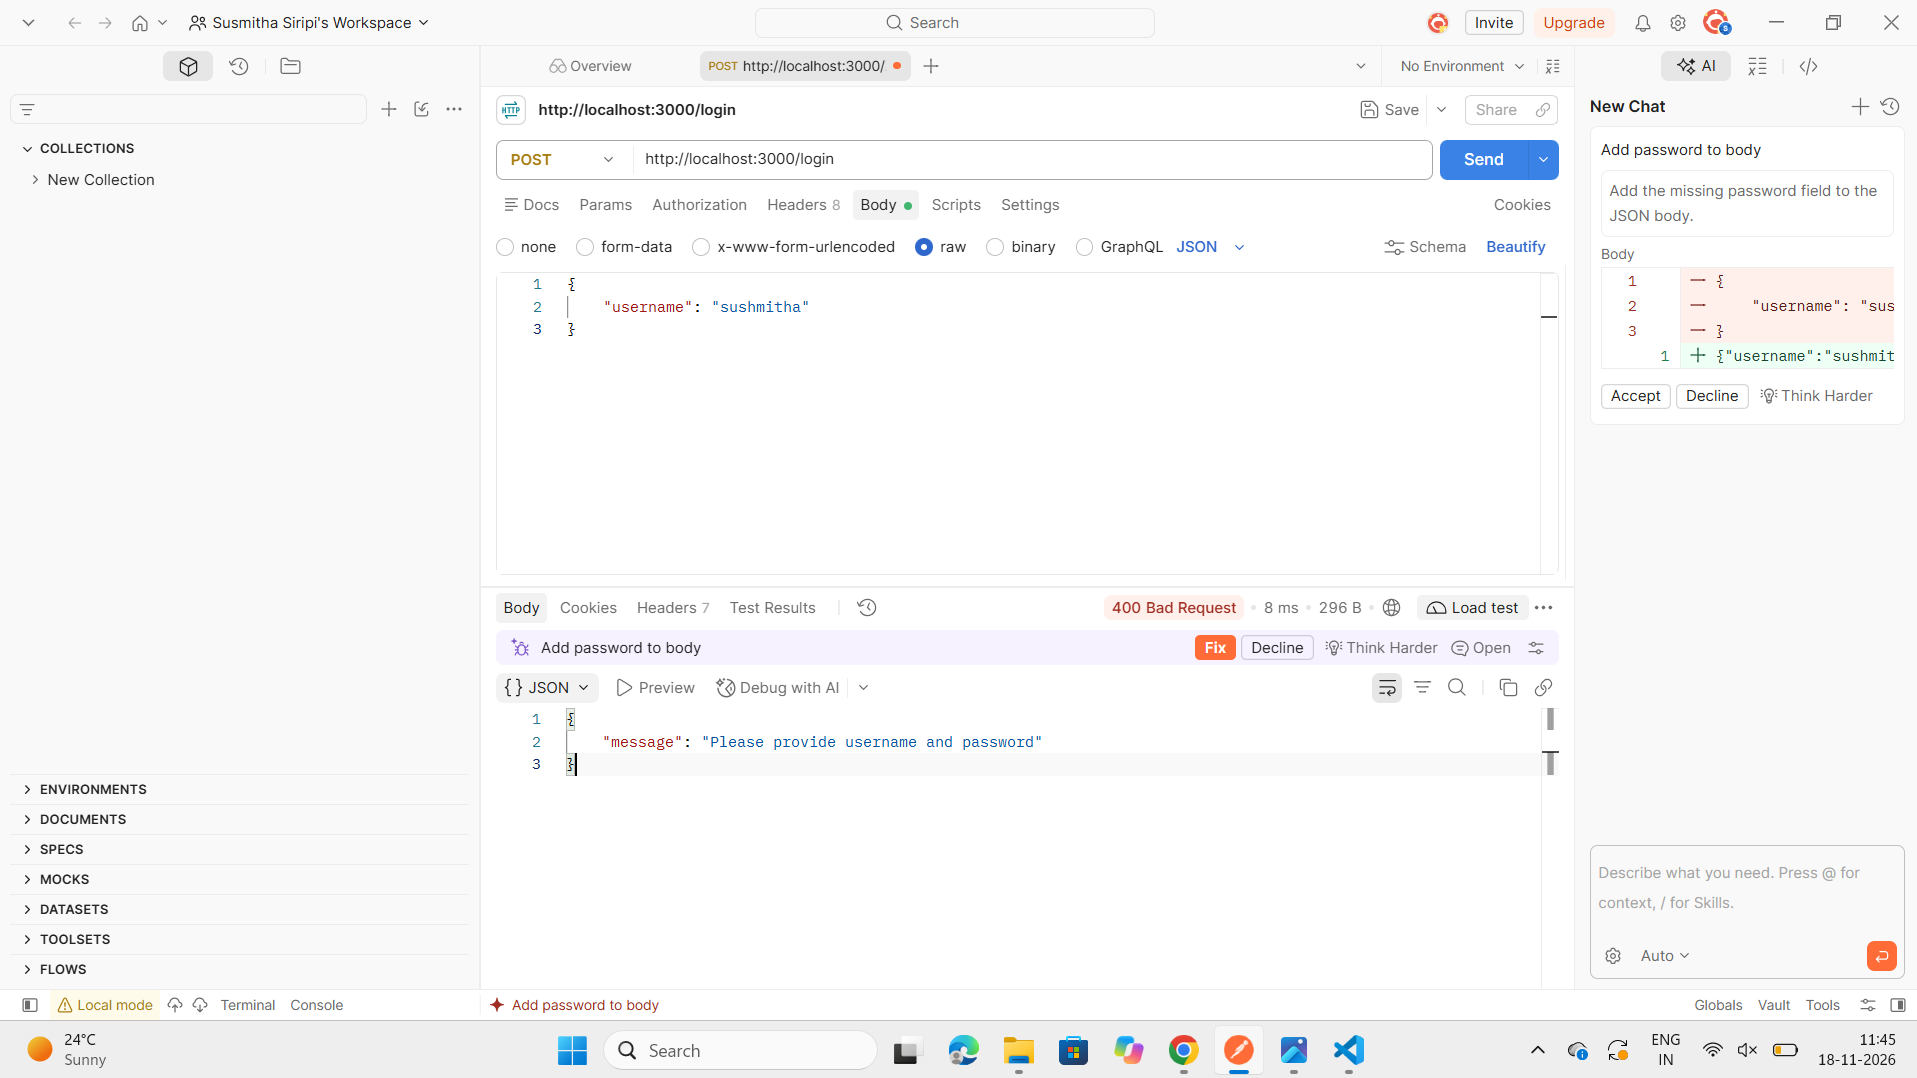 Susmitha Siripi's Workspace
Search
Invite
Upgrade
Overview
POST http://localhost:3000/
No Environment
AI
HTTP
http://localhost:3000/login
Save
Share
New Chat
COLLECTIONS
New Collection
POST
http://localhost:3000/login
Send
Add password to body
Add the missing password field to the
JSON body.
Docs
Params
Authorization
Headers 8
Body
Scripts
Settings
Cookies
none
form-data
x-www-form-urlencoded
raw
binary
GraphQL
JSON
Schema
Beautify
1 {
2 "username": "sushmitha"
3 }
Body
1 — {
2 — "username": "sus
3 — }
1 + {"username":"sushmit
Accept
Decline
Think Harder
Body
Cookies
Headers 7
Test Results
400 Bad Request
8 ms
296 B
Load test
Add password to body
Fix
Decline
Think Harder
Open
{} JSON
Preview
Debug with AI
1 {
2 "message": "Please provide username and password"
3 }
ENVIRONMENTS
DOCUMENTS
SPECS
MOCKS
DATASETS
TOOLSETS
FLOWS
Describe what you need. Press @ for
context, / for Skills.
Auto
Local mode
Terminal
Console
Add password to body
Globals
Vault
Tools
24°C
Sunny
Search
ENG
IN
11:45
18-11-2026